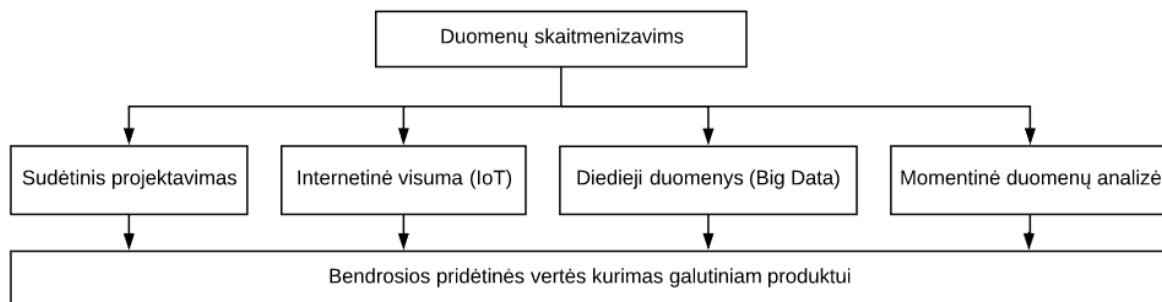 Duomenų skaitmenizavims
Sudėtinis projektavimas
Internetinė visuma (IoT)
Diedieji duomenys (Big Data)
Momentinė duomenų analizė
Bendrosios pridėtinės vertės kurimas galutiniam produktui